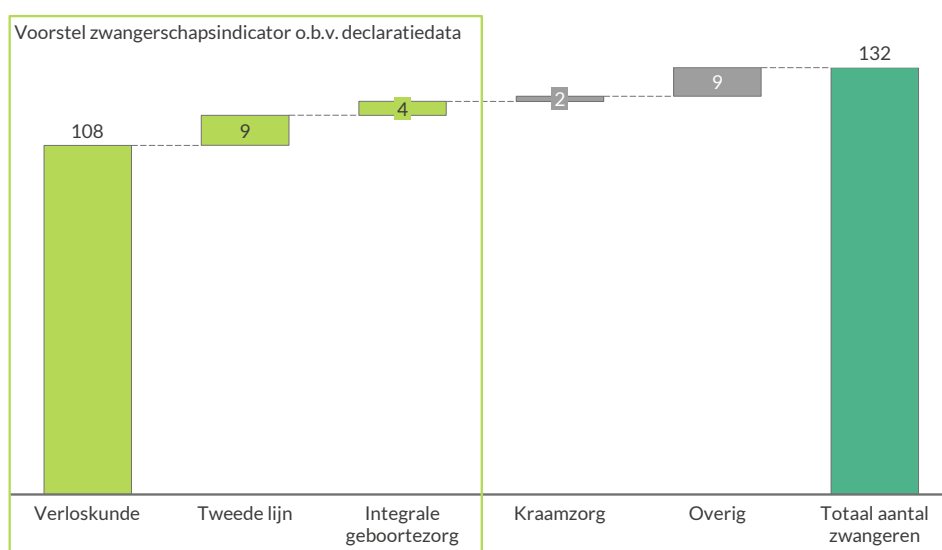 Voorstel zwangerschapsindicator o.b.v. declaratiedata
108
9
4
2
9
132
Verloskunde
Tweede lijn
Integrale
geboortezorg
Kraamzorg
Overig
Totaal aantal
zwangeren